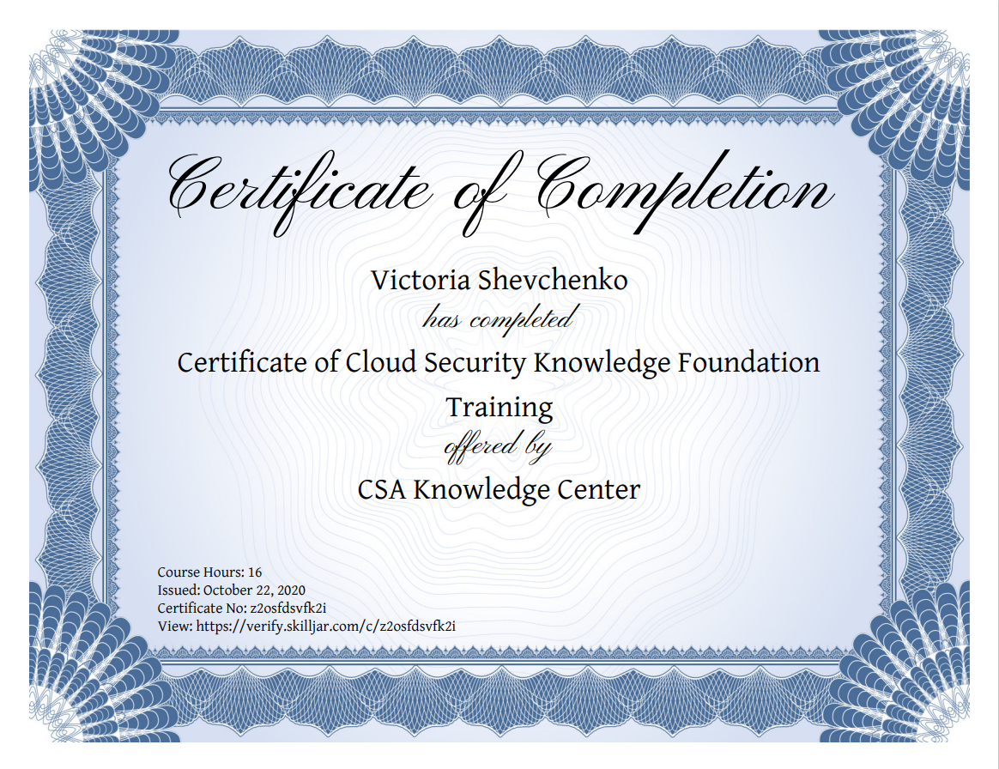 Certificate of Completion
Victoria Shevchenko
has completed
Certificate of Cloud Security Knowledge Foundation
Training
offered by
CSA Knowledge Center
Course Hours: 16
Issued: October 22, 2020
Certificate No: z2osfdsvfk2i
View: https://verify.skilljar.com/c/z2osfdsvfk2i